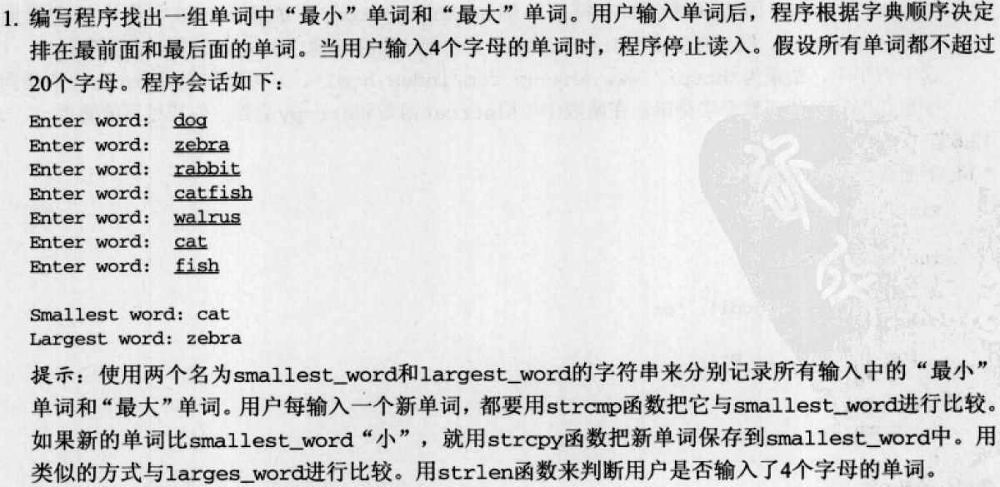 1. 编写程序找出一组单词中“最小”单词和“最大”单词。用户输入单词后，程序根据字典顺序决定
排在最前面和最后面的单词。当用户输入4个字母的单词时，程序停止读入。假设所有单词都不超过
20个字母。程序会话如下：
Enter word: dog
Enter word: zebra
Enter word: rabbit
Enter word: catfish
Enter word: walrus
Enter word: cat
Enter word: fish
Smallest word: cat
Largest word: zebra
提示：使用两个名为smallest_word和largest_word的字符串来分别记录所有输入中的“最小”
单词和“最大”单词。用户每输入一个新单词，都要用strcmp函数把它与smallest_word进行比较。
如果新的单词比smallest_word“小”，就用strcpy函数把新单词保存到smallest_word中。用
类似的方式与larges_word进行比较。用strlen函数来判断用户是否输入了4个字母的单词。